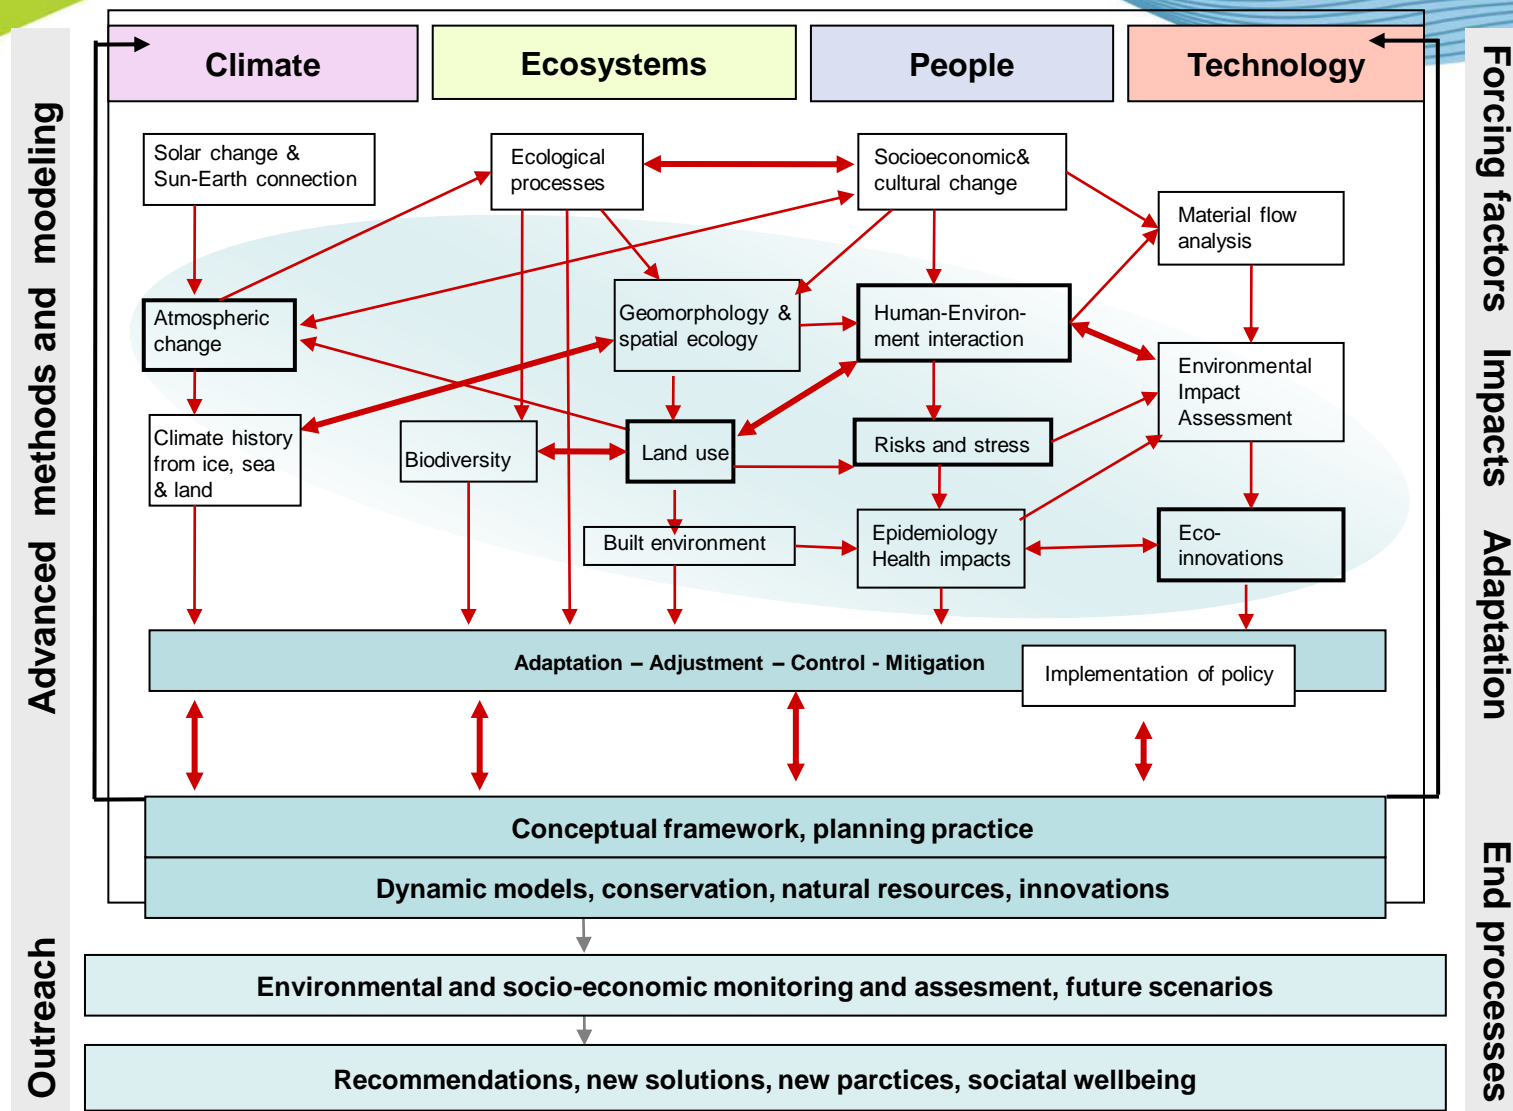 Climate
Ecosystems
People
Technology
Advanced methods and modeling
Outreach
Forcing factors
Impacts
Adaptation
End processes
Solar change &
Sun-Earth connection
Ecological
processes
Socioeconomic&
cultural change
Material flow
analysis
Atmospheric
change
Geomorphology &
spatial ecology
Human-Environ-
ment interaction
Environmental
Impact
Assessment
Climate history
from ice, sea
& land
Biodiversity
Land use
Risks and stress
Built environment
Epidemiology
Health impacts
Eco-
innovations
Adaptation – Adjustment – Control - Mitigation
Implementation of policy
Conceptual framework, planning practice
Dynamic models, conservation, natural resources, innovations
Environmental and socio-economic monitoring and assesment, future scenarios
Recommendations, new solutions, new parctices, sociatal wellbeing